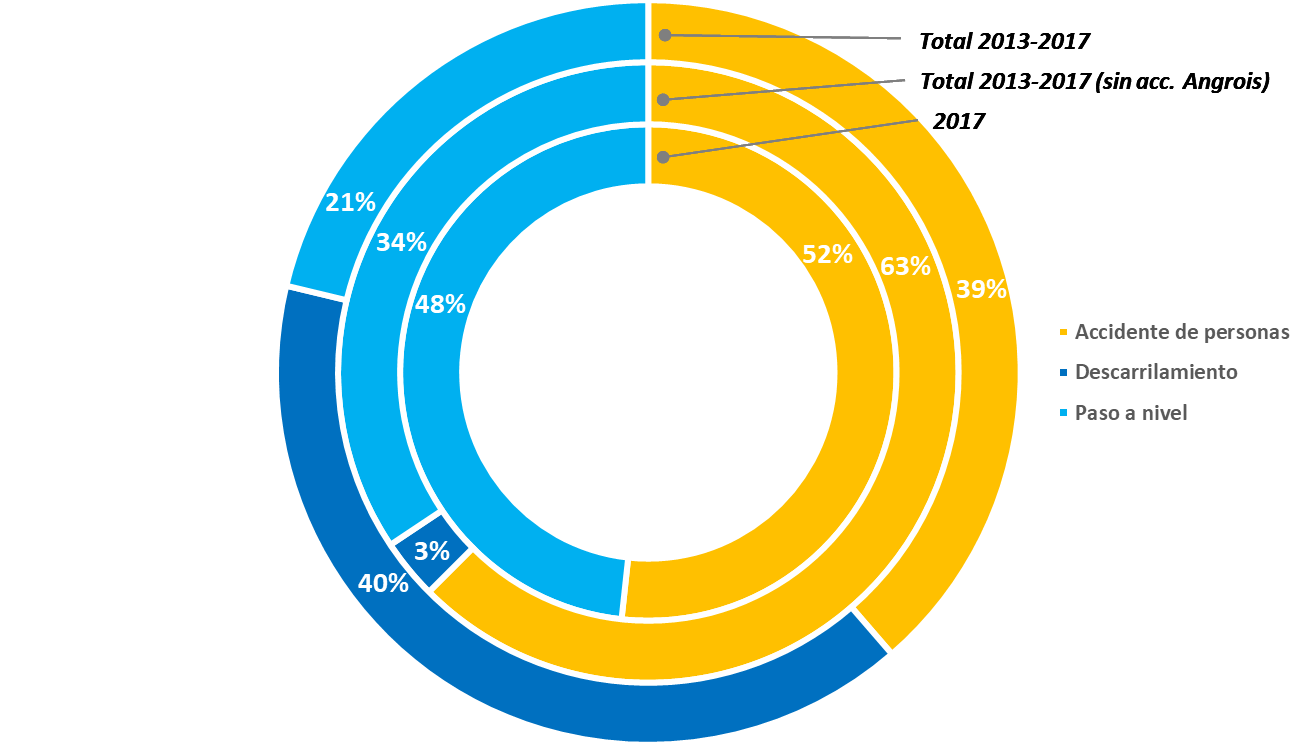 Total 2013-2017
Total 2013-2017 (sin acc. Angrois)
2017
21%
34%
48%
52%
63%
39%
3%
40%
Accidente de personas
Descarrilamiento
Paso a nivel